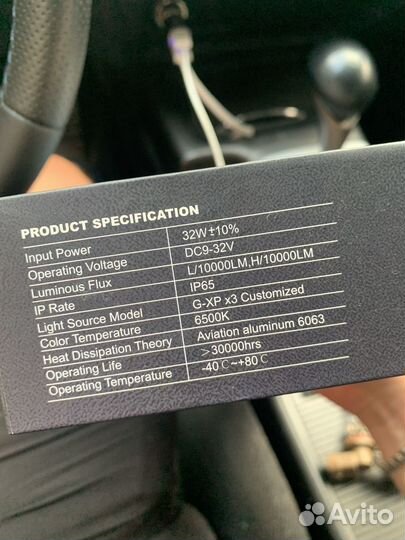 PRODUCT SPECIFICATION
Input Power 32W±10%
Operating Voltage DC9-32V
Luminous Flux L/10000LM,H/10000LM
IP Rate IP65
Light Source Model G-XP x3 Customized
Color Temperature 6500K
Heat Dissipation Theory Aviation aluminum 6063
Operating Life >30000hrs
Operating Temperature -40℃~+80℃
Avito